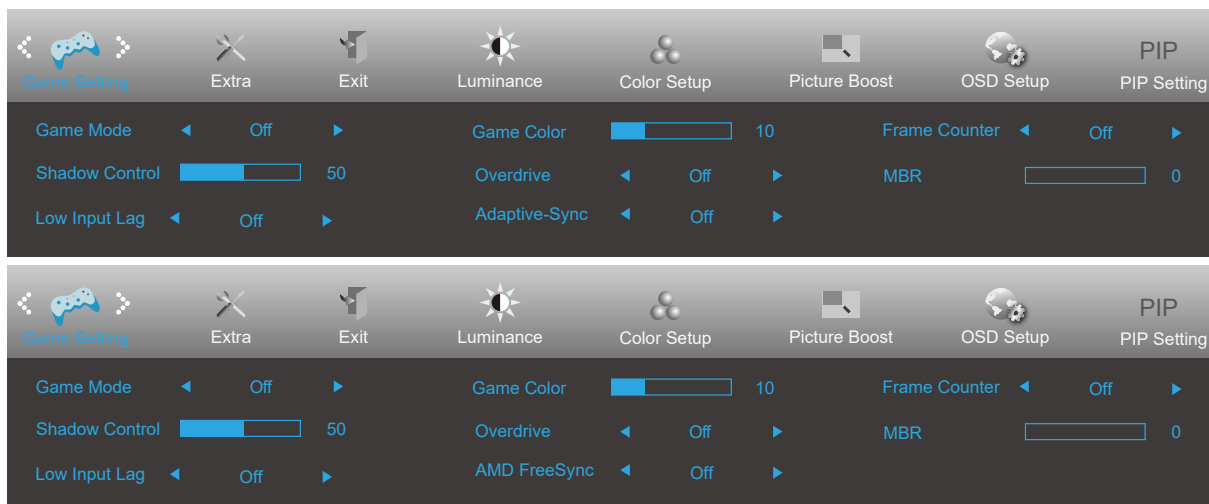 PIP
Game Setting Extra Exit Luminance Color Setup Picture Boost OSD Setup PIP Setting
Game Mode Off Game Color 10 Frame Counter Off
Shadow Control 50 Overdrive Off MBR 0
Low Input Lag Off Adaptive-Sync Off
PIP
Game Setting Extra Exit Luminance Color Setup Picture Boost OSD Setup PIP Setting
Game Mode Off Game Color 10 Frame Counter Off
Shadow Control 50 Overdrive Off MBR 0
Low Input Lag Off AMD FreeSync Off